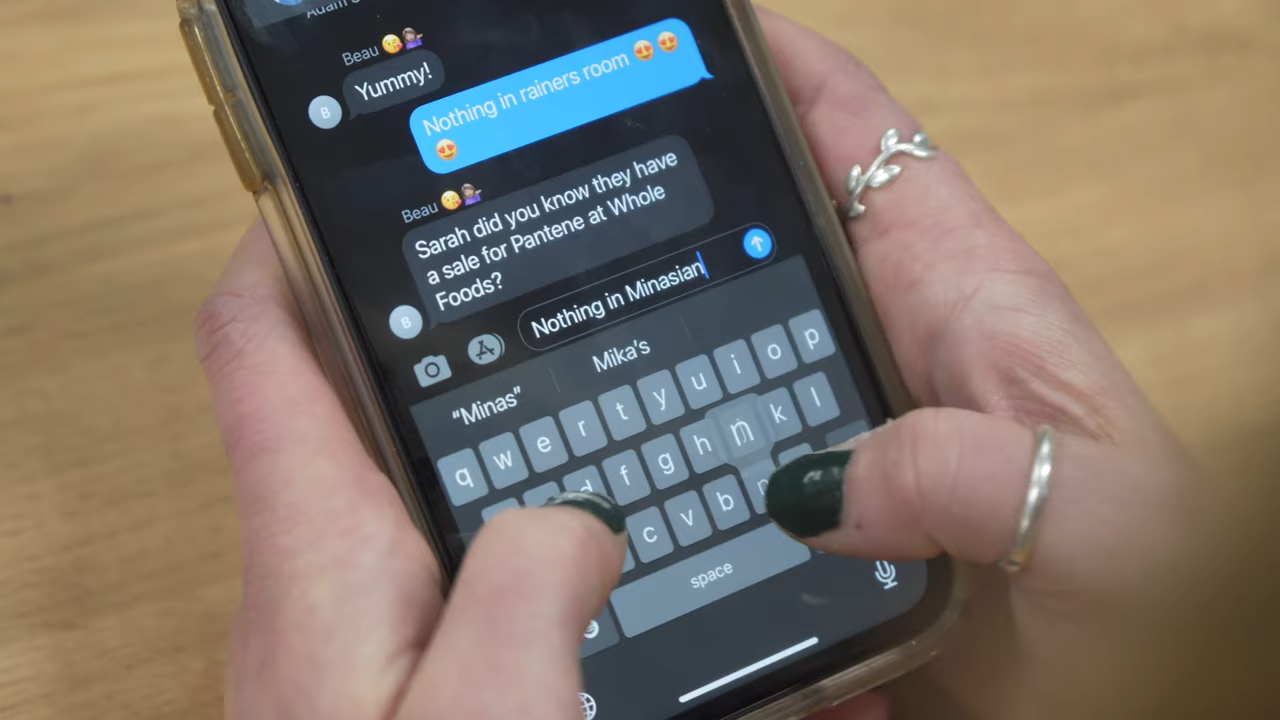 Adam
Beau 😘💁🏽‍♀️
Yummy!
B
Nothing in rainers room 😍 😍
😍
Beau 😘💁🏽‍♀️
Sarah did you know they have
a sale for Pantene at Whole
Foods?
B
Nothing in Minasian
“Minas”
Mika's
q w e r t y u i o p
d f g h n k l
c v b n
space